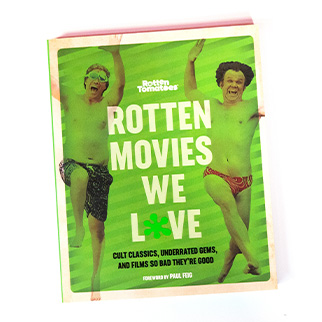 Rotten
Tomatoes
ROTTEN
MOVIES
WE
L*VE
CULT CLASSICS, UNDERRATED GEMS,
AND FILMS SO BAD THEY'RE GOOD
FOREWORD BY PAUL FEIG